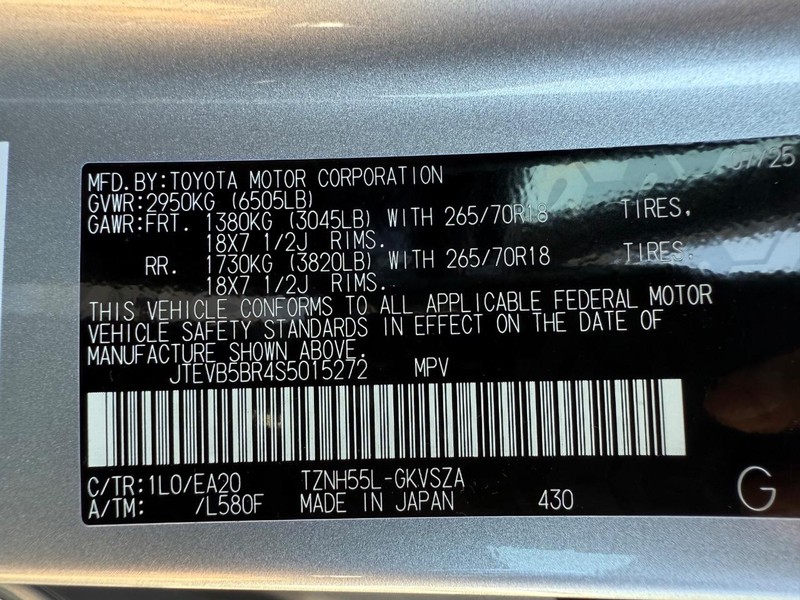 MFD.BY:TOYOTA MOTOR CORPORATION
GVWR:2950KG (6505LB)
GAWR:FRT. 1380KG (3045LB) WITH 265/70R18 TIRES,
18X7 1/2J RIMS.
RR. 1730KG (3820LB) WITH 265/70R18 TIRES,
18X7 1/2J RIMS.
THIS VEHICLE CONFORMS TO ALL APPLICABLE FEDERAL MOTOR
VEHICLE SAFETY STANDARDS IN EFFECT ON THE DATE OF
MANUFACTURE SHOWN ABOVE.
JTEVB5BR4S5015272 MPV
C/TR:1L0/EA20 TZNH55L-GKVSZA
A/TM: /L580F MADE IN JAPAN 430 G